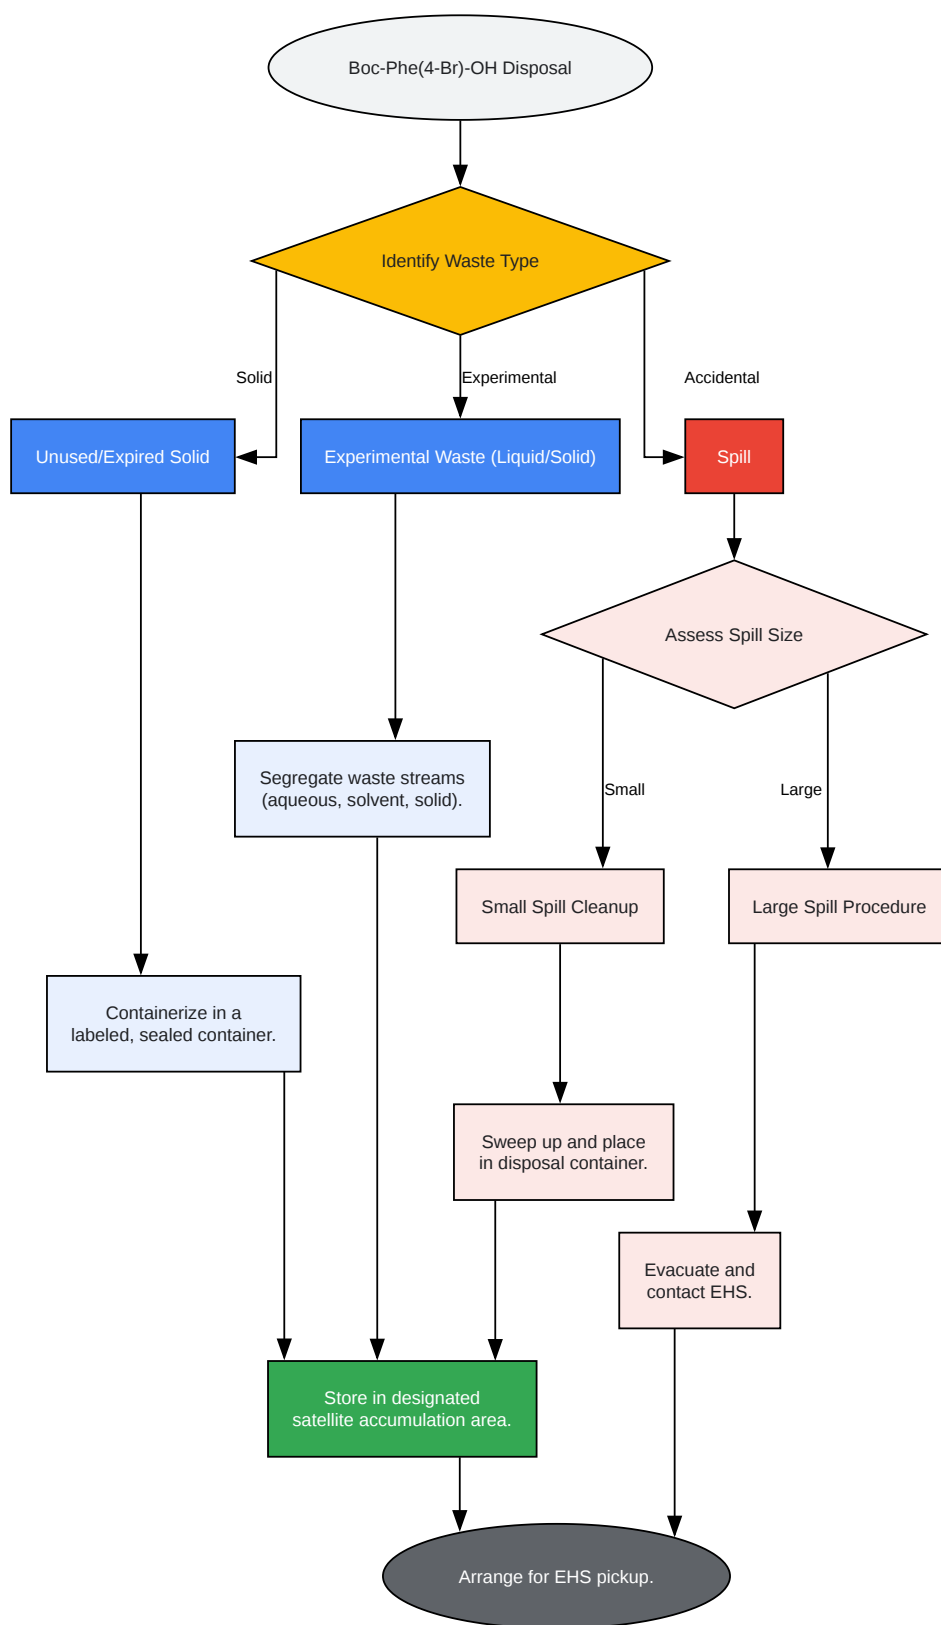 Boc-Phe(4-Br)-OH Disposal
Identify Waste Type
Solid
Experimental
Accidental
Unused/Expired Solid
Experimental Waste (Liquid/Solid)
Spill
Assess Spill Size
Segregate waste streams
(aqueous, solvent, solid).
Small
Large
Small Spill Cleanup
Large Spill Procedure
Containerize in a
labeled, sealed container.
Sweep up and place
in disposal container.
Evacuate and
contact EHS.
Store in designated
satellite accumulation area.
Arrange for EHS pickup.